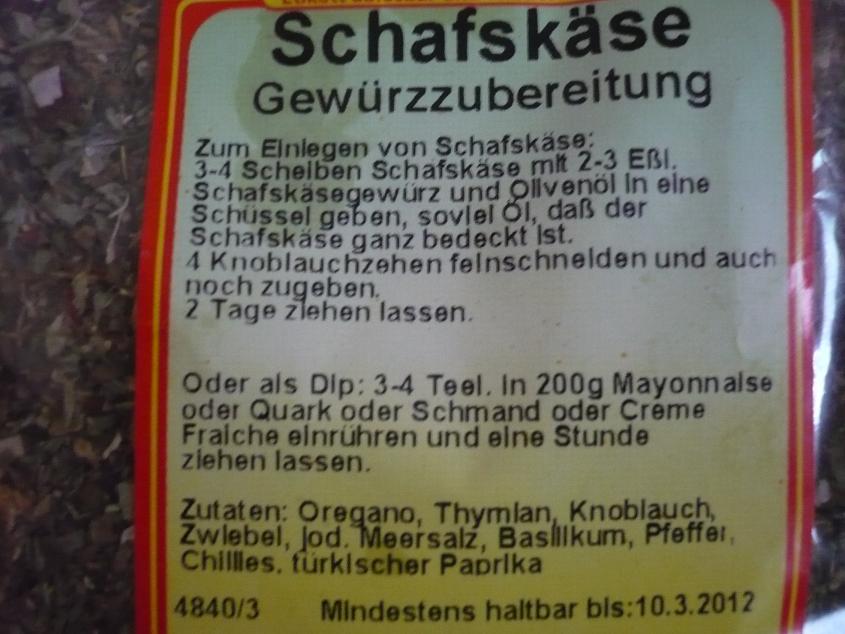 Schafskäse
Gewürzzubereitung
Zum Einlegen von Schafskäse:
3-4 Scheiben Schafskäse mit 2-3 Eßl.
Schafskäsegewürz und Olivenöl in eine
Schüssel geben, soviel Öl, daß der
Schafskäse ganz bedeckt ist.
4 Knoblauchzehen feinschneiden und auch
noch zugeben.
2 Tage ziehen lassen.
Oder als Dip: 3-4 Teel. in 200g Mayonnaise
oder Quark oder Schmand oder Creme
Fraiche einrühren und eine Stunde
ziehen lassen.
Zutaten: Oregano, Thymian, Knoblauch,
Zwiebel, jod. Meersalz, Basilikum, Pfeffer,
Chillies, türkischer Paprika
4840/3 Mindestens haltbar bis:10.3.2012